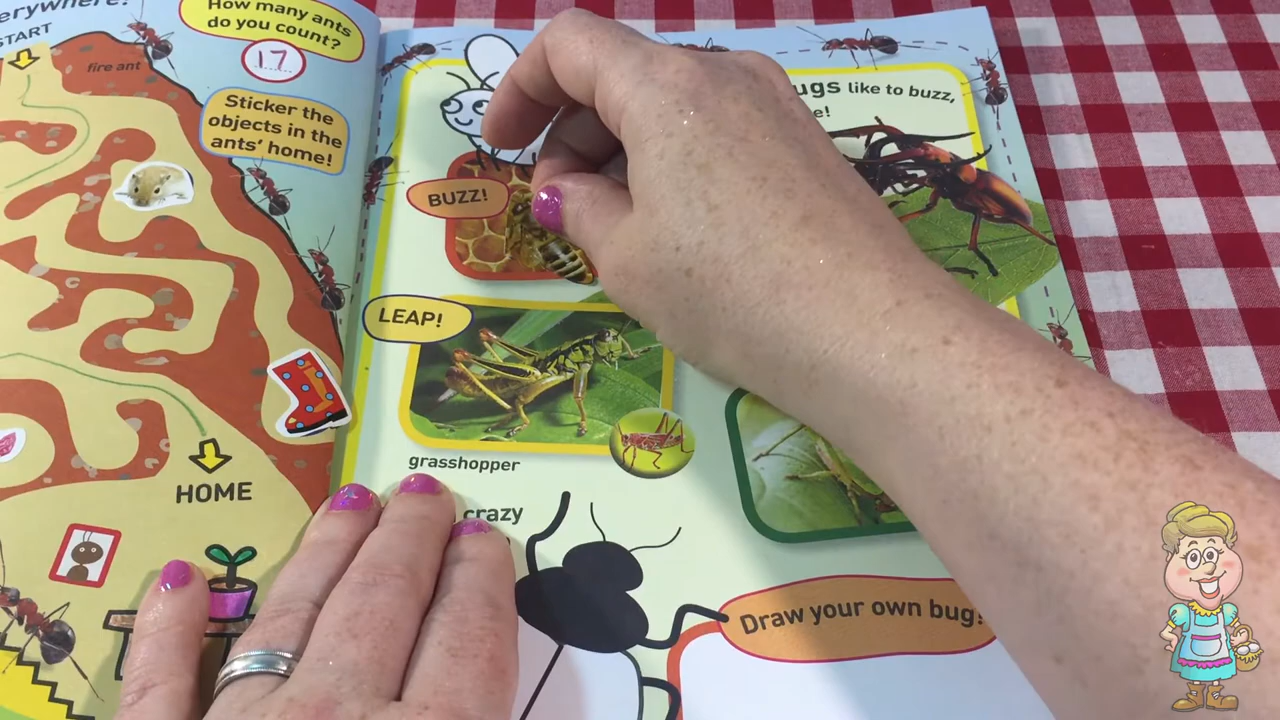 erywhere!
START
fire ant
How many ants
do you count?
17
Sticker the
objects in the
ants' home!
HOME
ugs like to buzz,
e!
BUZZ!
LEAP!
grasshopper
crazy
Draw your own bug!